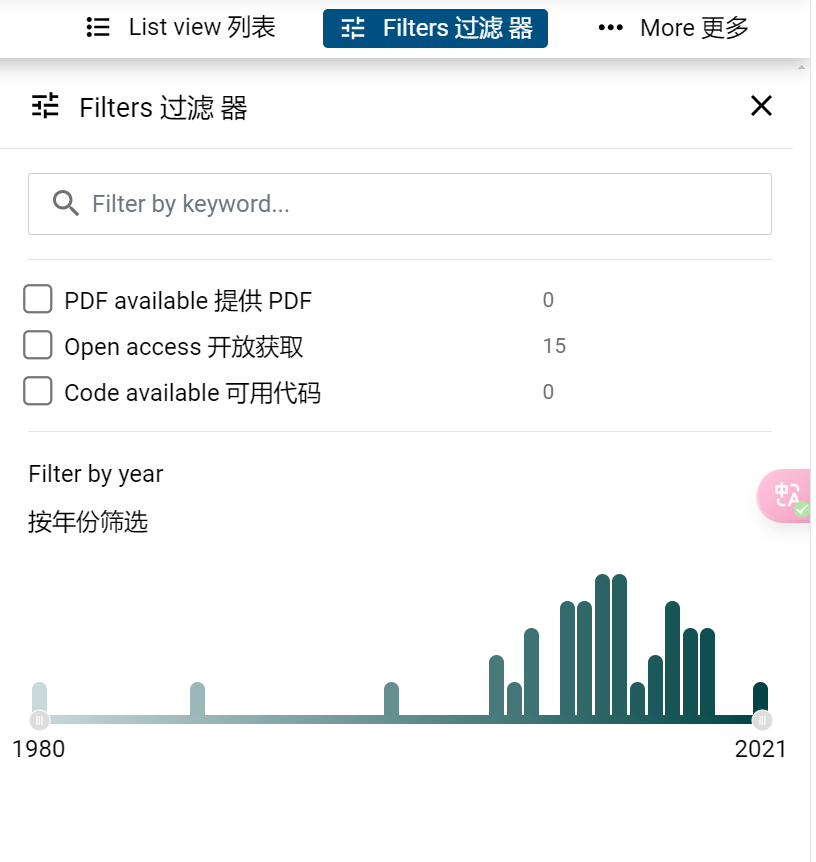 List view 列表 Filters 过滤 器 More 更多
Filters 过滤 器
Filter by keyword...
PDF available 提供 PDF 0
Open access 开放获取 15
Code available 可用代码 0
Filter by year
按年份筛选
中A
1980 2021